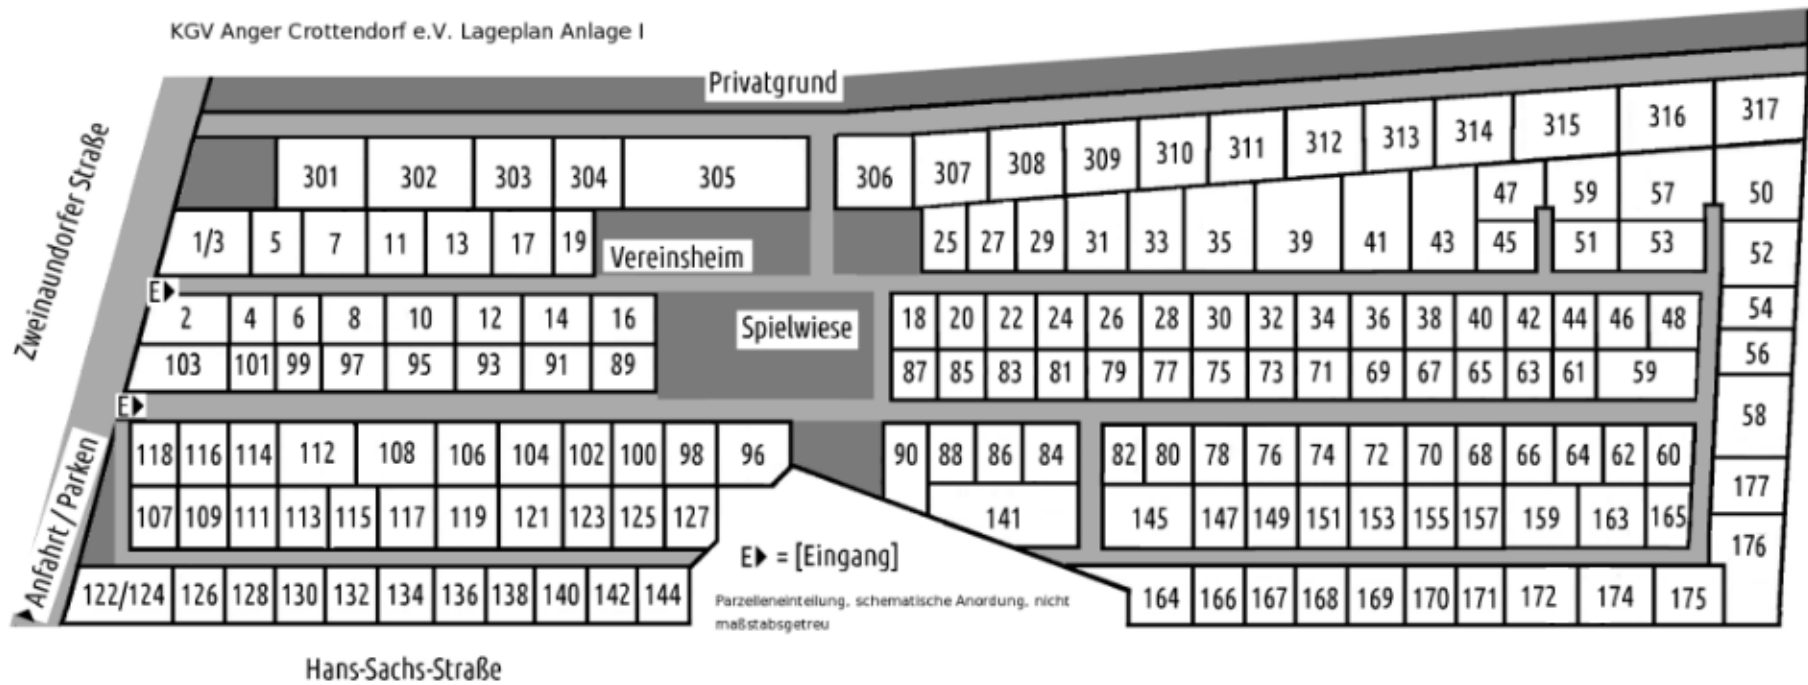 KGV Anger Crottendorf e.V. Lageplan Anlage I
Privatgrund
Zweinaundorfer Straße
306 307 308 309 310 311 312 313 314 315 316 317
301 302 303 304 305
47 59 57 50
1/3 5 7 11 13 17 19
Vereinsheim
25 27 29 31 33 35 39 41 43 45 51 53 52
E
2 4 6 8 10 12 14 16
Spielwiese
18 20 22 24 26 28 30 32 34 36 38 40 42 44 46 48 54
103 101 99 97 95 93 91 89
87 85 83 81 79 77 75 73 71 69 67 65 63 61 59 56
E
58
118 116 114 112 108 106 104 102 100 98 96
90 88 86 84 82 80 78 76 74 72 70 68 66 64 62 60
177
107 109 111 113 115 117 119 121 123 125 127
141 145 147 149 151 153 155 157 159 163 165
176
Anfahrt / Parken
E = [Eingang]
122/124 126 128 130 132 134 136 138 140 142 144
164 166 167 168 169 170 171 172 174 175
Parzelleneinteilung, schematische Anordung, nicht
maßstabsgetreu
Hans-Sachs-Straße